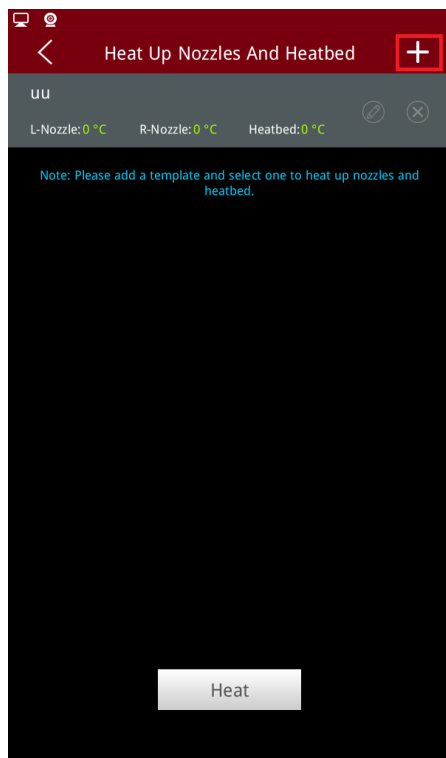 Heat Up Nozzles And Heatbed
uu
L-Nozzle: 0 °C R-Nozzle: 0 °C Heatbed: 0 °C
Note: Please add a template and select one to heat up nozzles and
heatbed.
Heat